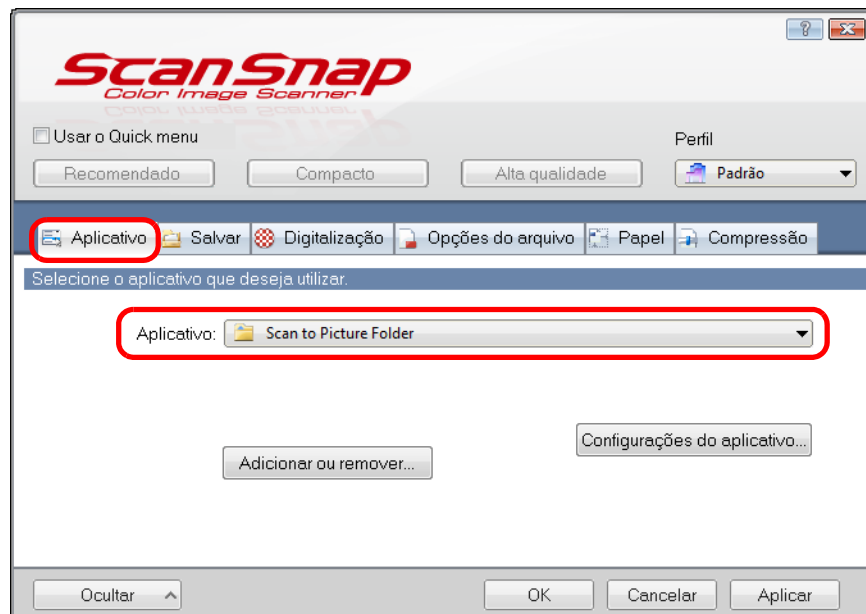 ScanSnap
Color Image Scanner
Usar o Quick menu
Perfil
Recomendado Compacto Alta qualidade Padrão
Aplicativo Salvar Digitalização Opções do arquivo Papel Compressão
Selecione o aplicativo que deseja utilizar.
Aplicativo: Scan to Picture Folder
Configurações do aplicativo...
Adicionar ou remover...
Ocultar OK Cancelar Aplicar